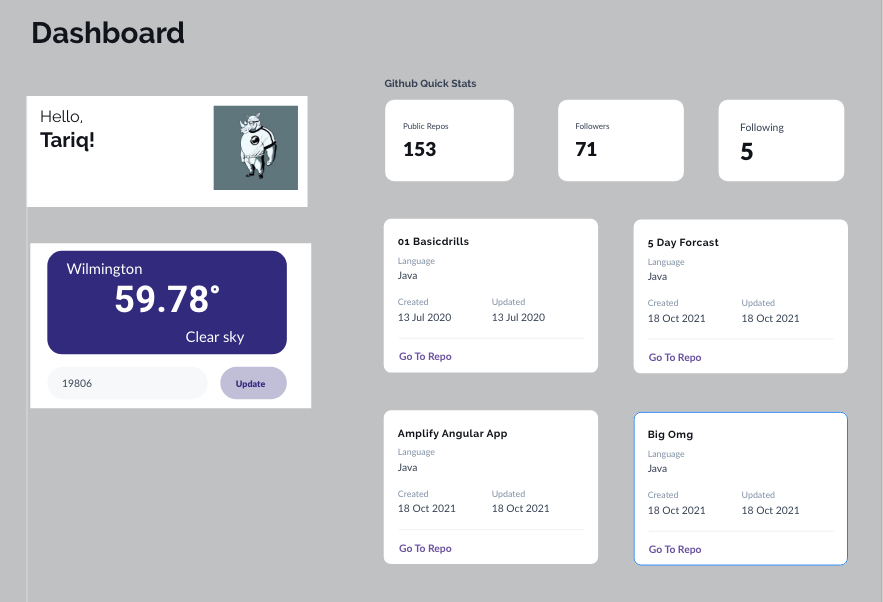 Dashboard
Hello,
Tariq!
Wilmington
59.78°
Clear sky
19806
Update
Github Quick Stats
Public Repos
153
Followers
71
Following
5
01 Basicdrills
Language
Java
Created
Updated
13 Jul 2020
13 Jul 2020
Go To Repo
5 Day Forcast
Language
Java
Created
Updated
18 Oct 2021
18 Oct 2021
Go To Repo
Amplify Angular App
Language
Java
Created
Updated
18 Oct 2021
18 Oct 2021
Go To Repo
Big Omg
Language
Java
Created
Updated
18 Oct 2021
18 Oct 2021
Go To Repo